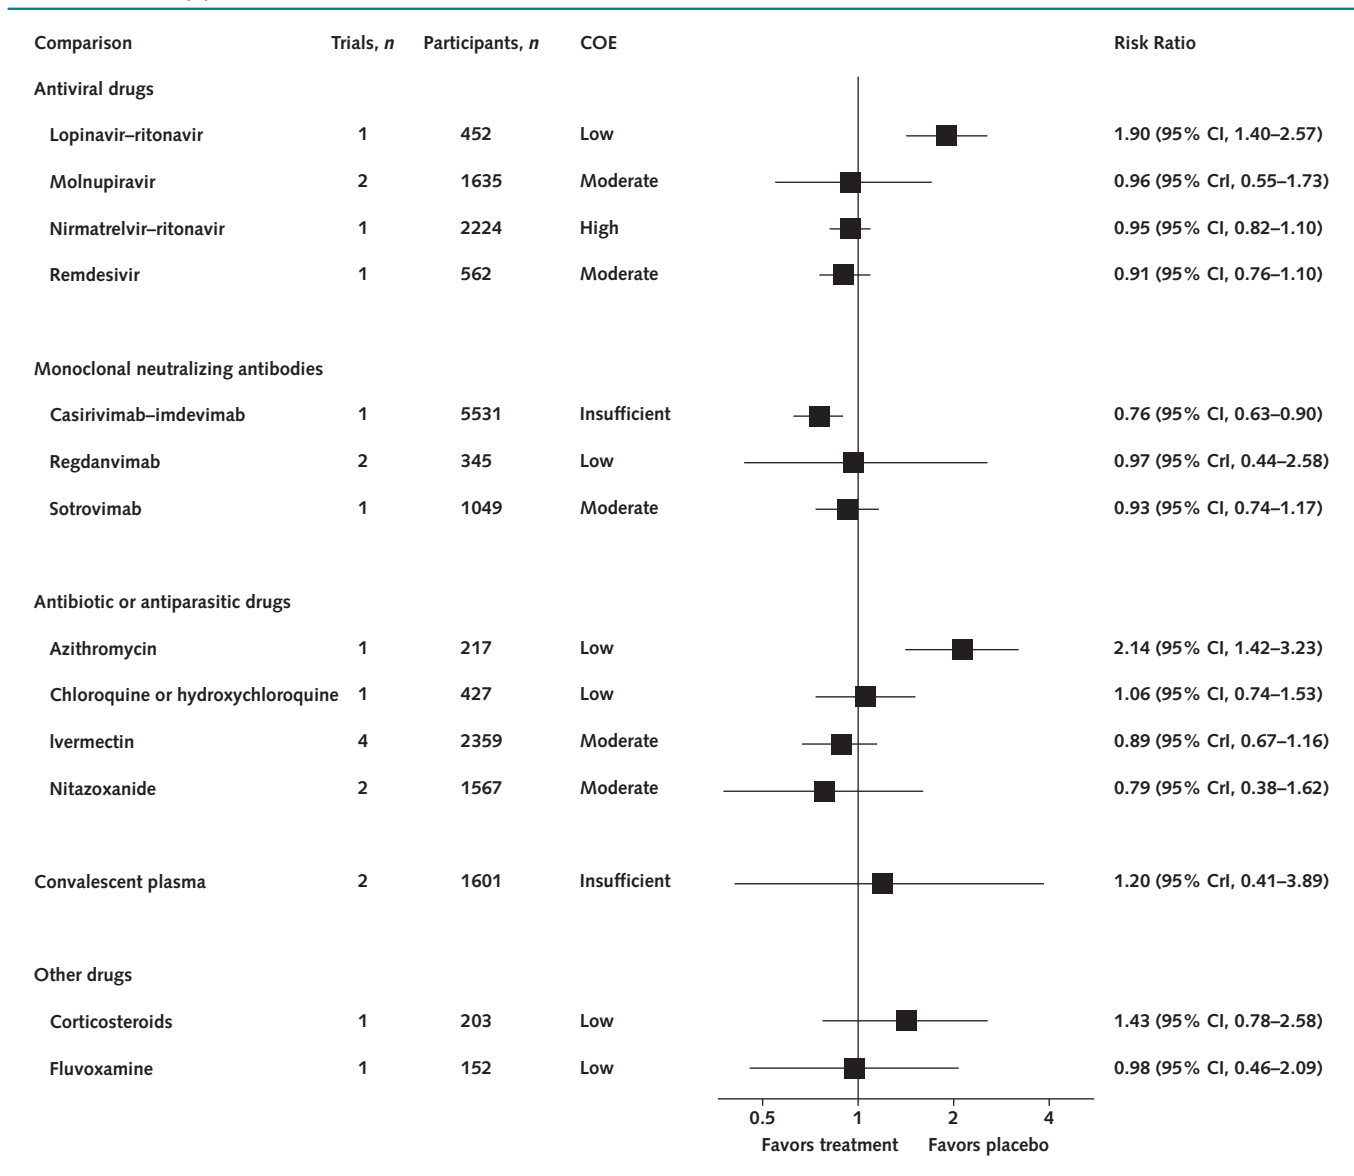 Comparison Trials, n Participants, n COE Risk Ratio
Antiviral drugs
Lopinavir–ritonavir 1 452 Low 1.90 (95% CI, 1.40–2.57)
Molnupiravir 2 1635 Moderate 0.96 (95% CrI, 0.55–1.73)
Nirmatrelvir–ritonavir 1 2224 High 0.95 (95% CI, 0.82–1.10)
Remdesivir 1 562 Moderate 0.91 (95% CI, 0.76–1.10)
Monoclonal neutralizing antibodies
Casirivimab–imdevimab 1 5531 Insufficient 0.76 (95% CI, 0.63–0.90)
Regdanvimab 2 345 Low 0.97 (95% CrI, 0.44–2.58)
Sotrovimab 1 1049 Moderate 0.93 (95% CI, 0.74–1.17)
Antibiotic or antiparasitic drugs
Azithromycin 1 217 Low 2.14 (95% CI, 1.42–3.23)
Chloroquine or hydroxychloroquine 1 427 Low 1.06 (95% CI, 0.74–1.53)
Ivermectin 4 2359 Moderate 0.89 (95% CrI, 0.67–1.16)
Nitazoxanide 2 1567 Moderate 0.79 (95% CrI, 0.38–1.62)
Convalescent plasma 2 1601 Insufficient 1.20 (95% CrI, 0.41–3.89)
Other drugs
Corticosteroids 1 203 Low 1.43 (95% CI, 0.78–2.58)
Fluvoxamine 1 152 Low 0.98 (95% CI, 0.46–2.09)
0.5 1 2 4
Favors treatment Favors placebo